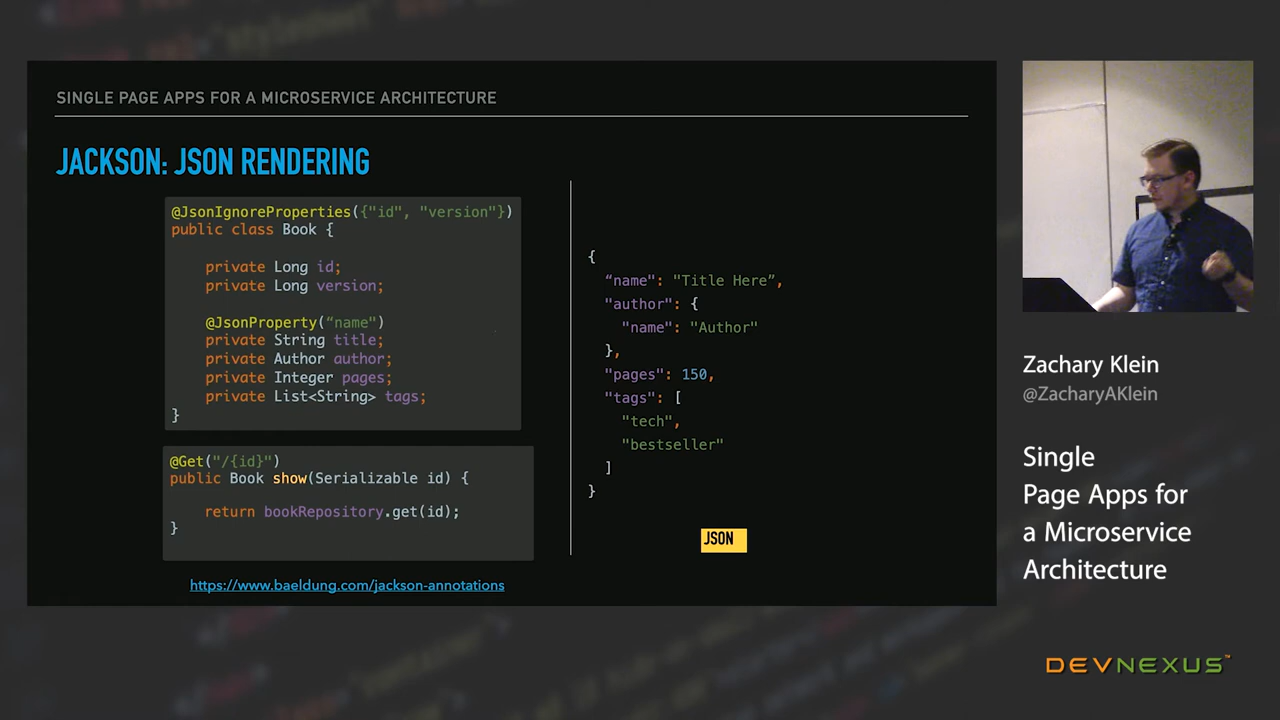 SINGLE PAGE APPS FOR A MICROSERVICE ARCHITECTURE
JACKSON: JSON RENDERING
@JsonIgnoreProperties({"id", "version"})
public class Book {
private Long id;
private Long version;
@JsonProperty(“name")
private String title;
private Author author;
private Integer pages;
private List<String> tags;
}
@Get("/{id}")
public Book show(Serializable id) {
return bookRepository.get(id);
}
https://www.baeldung.com/jackson-annotations
{
“name": "Title Here”,
"author": {
"name": "Author"
},
"pages": 150,
"tags": [
"tech",
"bestseller"
]
}
JSON
Zachary Klein
@ZacharyAKlein
Single
Page Apps for
a Microservice
Architecture
DEVNEXUS™